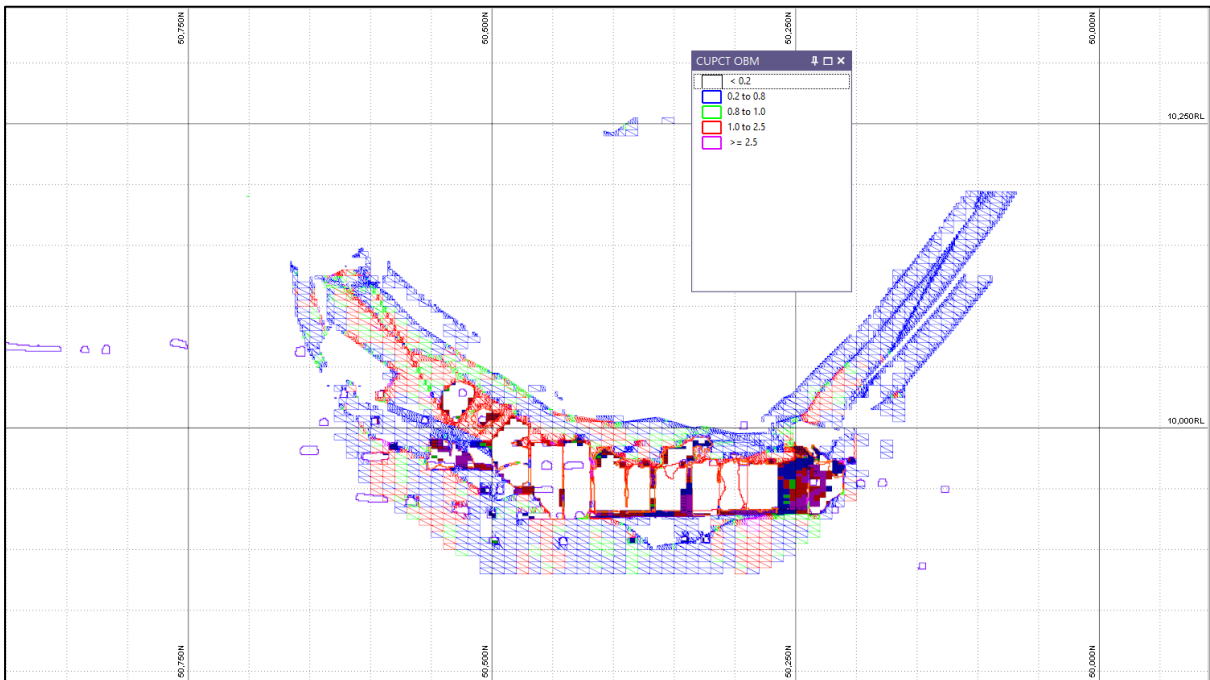 50,750N
50,500N
50,250N
50,000N
CUPCT OBM
< 0.2
0.2 to 0.8
0.8 to 1.0
1.0 to 2.5
>= 2.5
10,250RL
10,000RL
50,750N
50,500N
50,250N
50,000N